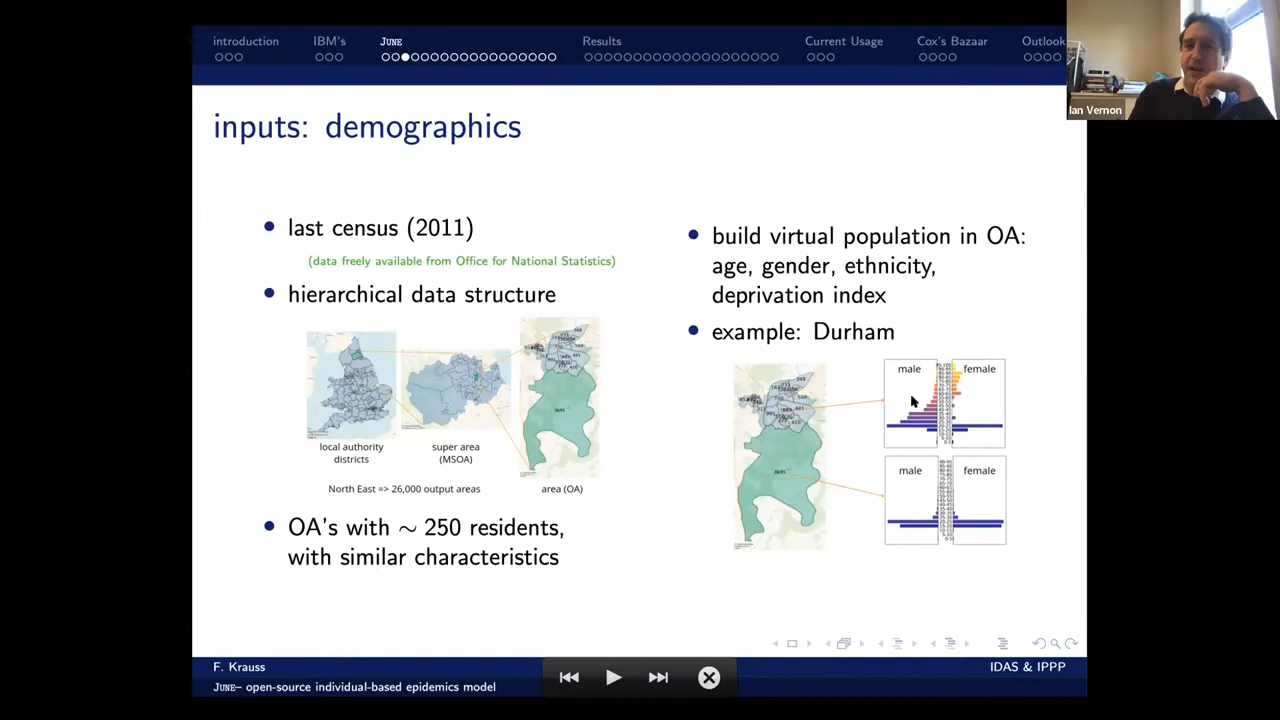 introduction
IBM's
June
Results
Current Usage
Cox's Bazaar
Outlook
Ian Vernon
inputs: demographics
• last census (2011)
(data freely available from Office for National Statistics)
• hierarchical data structure
local authority
districts
super area
(MSOA)
North East => 26,000 output areas
area (OA)
• OA's with ∼ 250 residents,
with similar characteristics
• build virtual population in OA:
age, gender, ethnicity,
deprivation index
• example: Durham
male
female
male
female
F. Krauss
IDAS & IPPP
June– open-source individual-based epidemics model